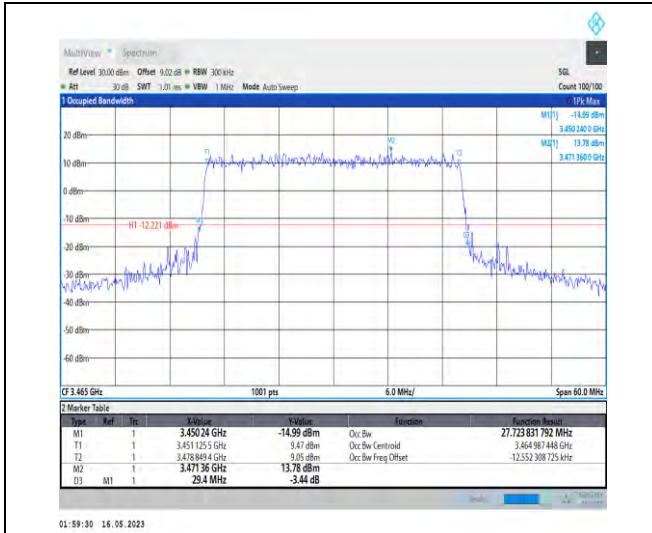 MultiView Spectrum
Ref Level 30.00 dBm Offset 9.02 dB RBW 300 kHz SGL
Att 30 dB SWT 1.01 ms VBW 1 MHz Mode Auto Sweep Count 100/100
1 Occupied Bandwidth 1Pk Max
M1[1] -14.99 dBm
3.450 240 0 GHz
M2[1] 13.78 dBm
3.471 360 0 GHz
20 dBm
10 dBm
0 dBm
-10 dBm
H1 -12.221 dBm
-20 dBm
-30 dBm
-40 dBm
-50 dBm
-60 dBm
T1
M2
T2
M1
D3
CF 3.465 GHz 1001 pts 6.0 MHz/ Span 60.0 MHz
2 Marker Table
Type Ref Trc X-Value Y-Value Function Function Result
M1 1 3.45024 GHz -14.99 dBm Occ Bw 27.723 831 792 MHz
T1 1 3.451 125 5 GHz 9.47 dBm Occ Bw Centroid 3.464 987 448 GHz
T2 1 3.478 849 4 GHz 9.05 dBm Occ Bw Freq Offset -12.552 308 725 kHz
M2 1 3.471 36 GHz 13.78 dBm
D3 M1 1 29.4 MHz -3.44 dB
01:59:30 16.05.2023